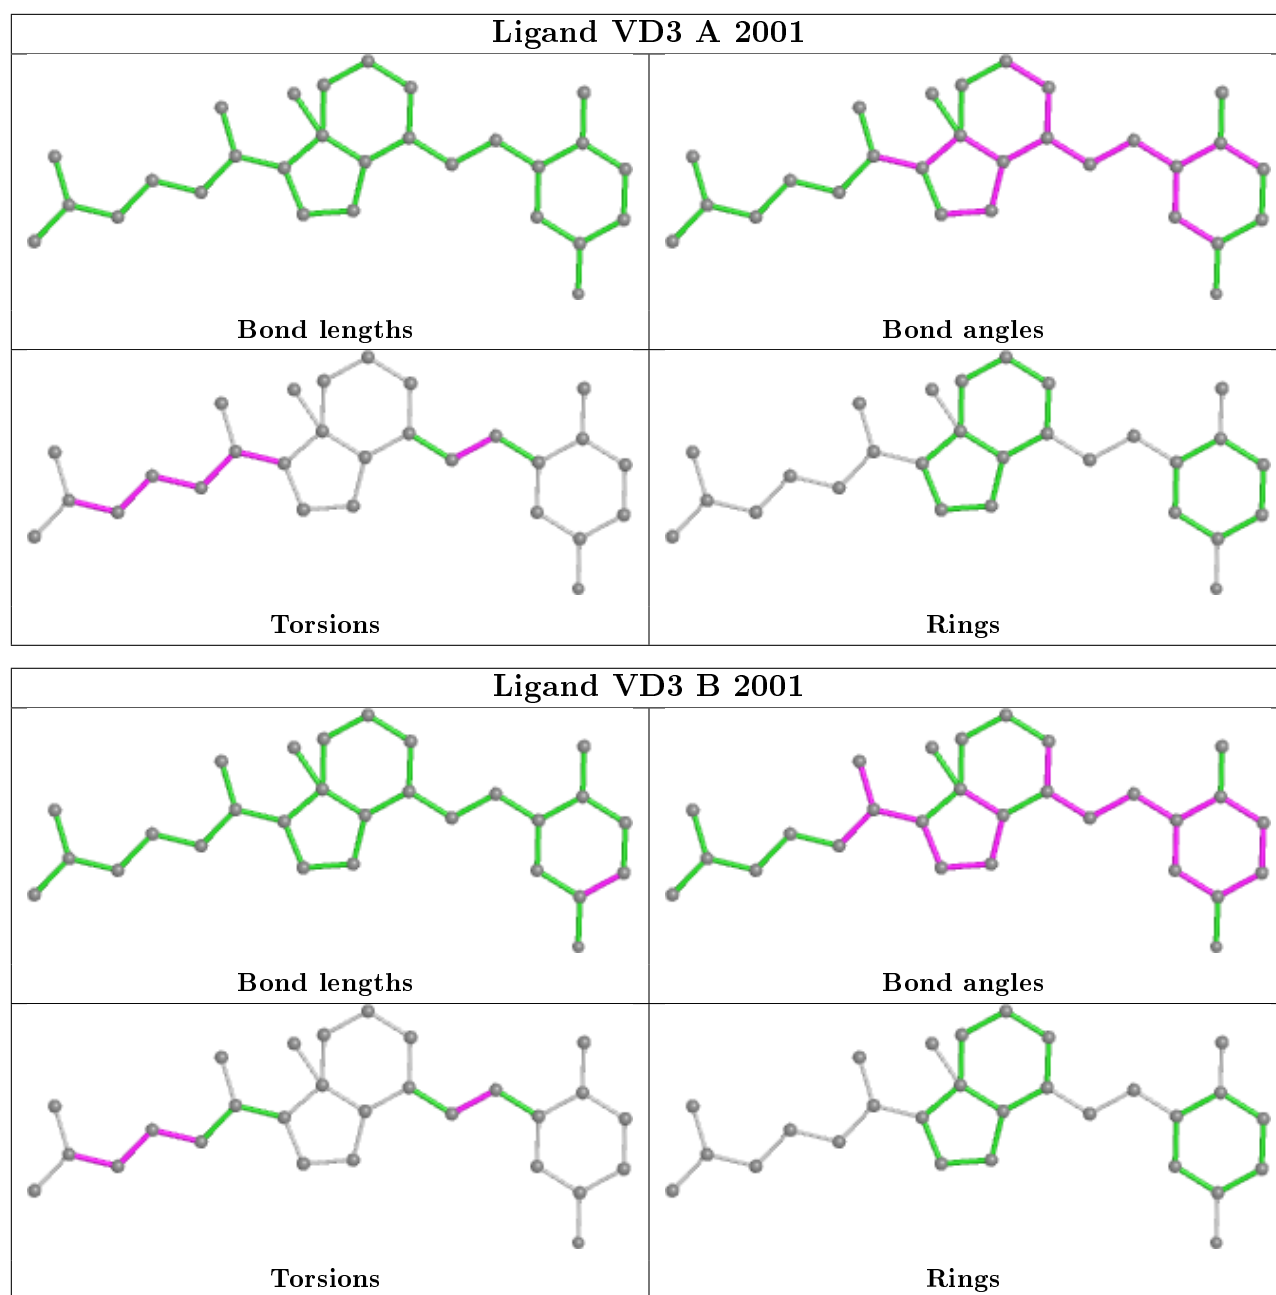 Ligand VD3 A 2001
Bond lengths
Bond angles
Torsions
Rings
Ligand VD3 B 2001
Bond lengths
Bond angles
Torsions
Rings